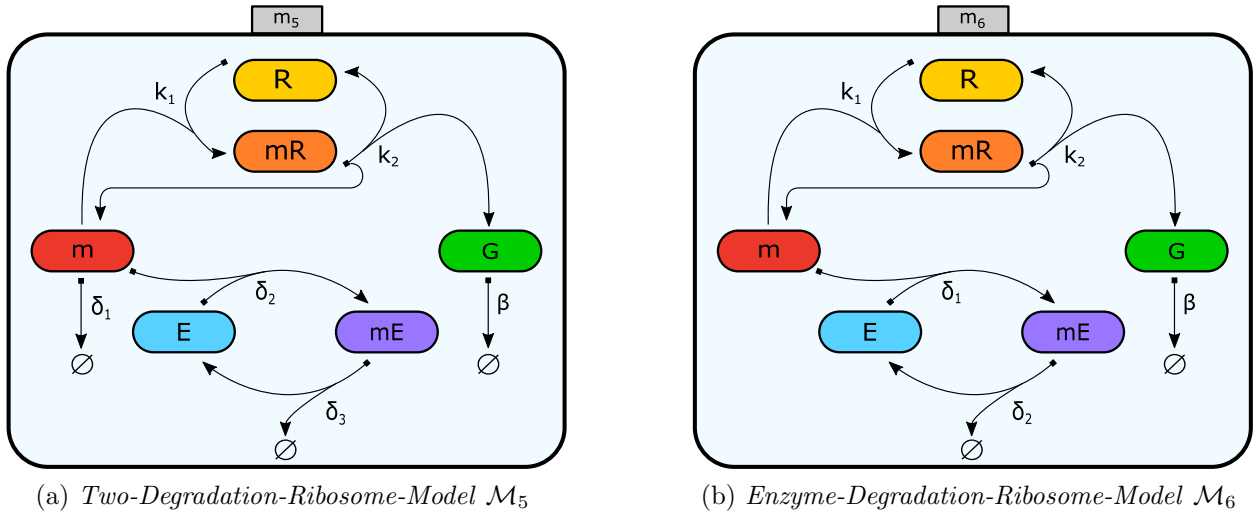 m₅
R
k₁
mR
k₂
m
G
δ₁
δ₂
β
E
mE
∅
∅
δ₃
∅
(a) Two-Degradation-Ribosome-Model ℳ₅
m₆
R
k₁
mR
k₂
m
G
δ₁
β
E
mE
∅
δ₂
∅
(b) Enzyme-Degradation-Ribosome-Model ℳ₆